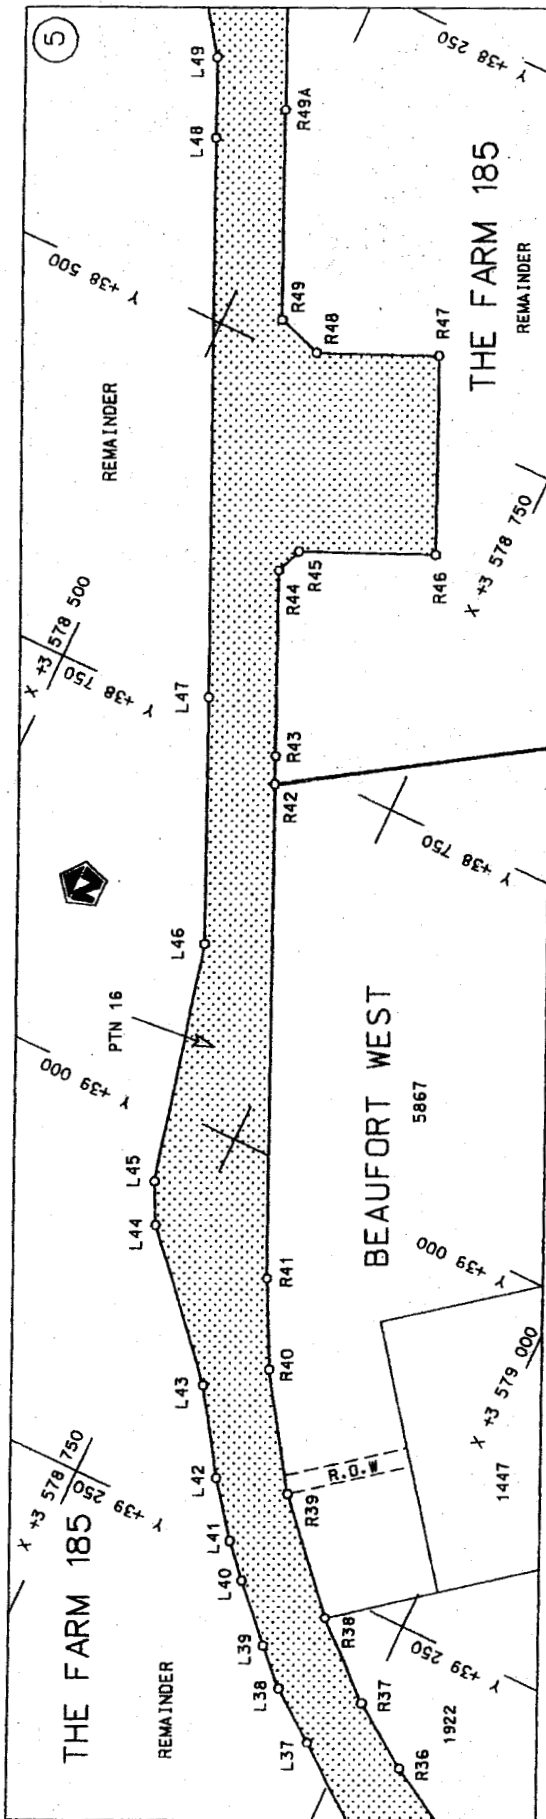 5
L49
L48
Y +38 500
REMAINDER
X +3 578 500
Y +38 750
L47
L46
PTN 16
Y +39 000
L45
L44
L43
X +3 578 750
Y +39 250
L42
L41
L40
L39
L38
L37
THE FARM 185
REMAINDER
N
Y +38 250
R49A
THE FARM 185
REMAINDER
R49
R48
R47
X +3 578 750
R46
R45
R44
R43
R42
Y +38 750
BEAUFORT WEST
5867
Y +39 000
R41
R40
X +3 579 000
R.O.W
R39
1447
R38
Y +39 250
R37
1922
R36